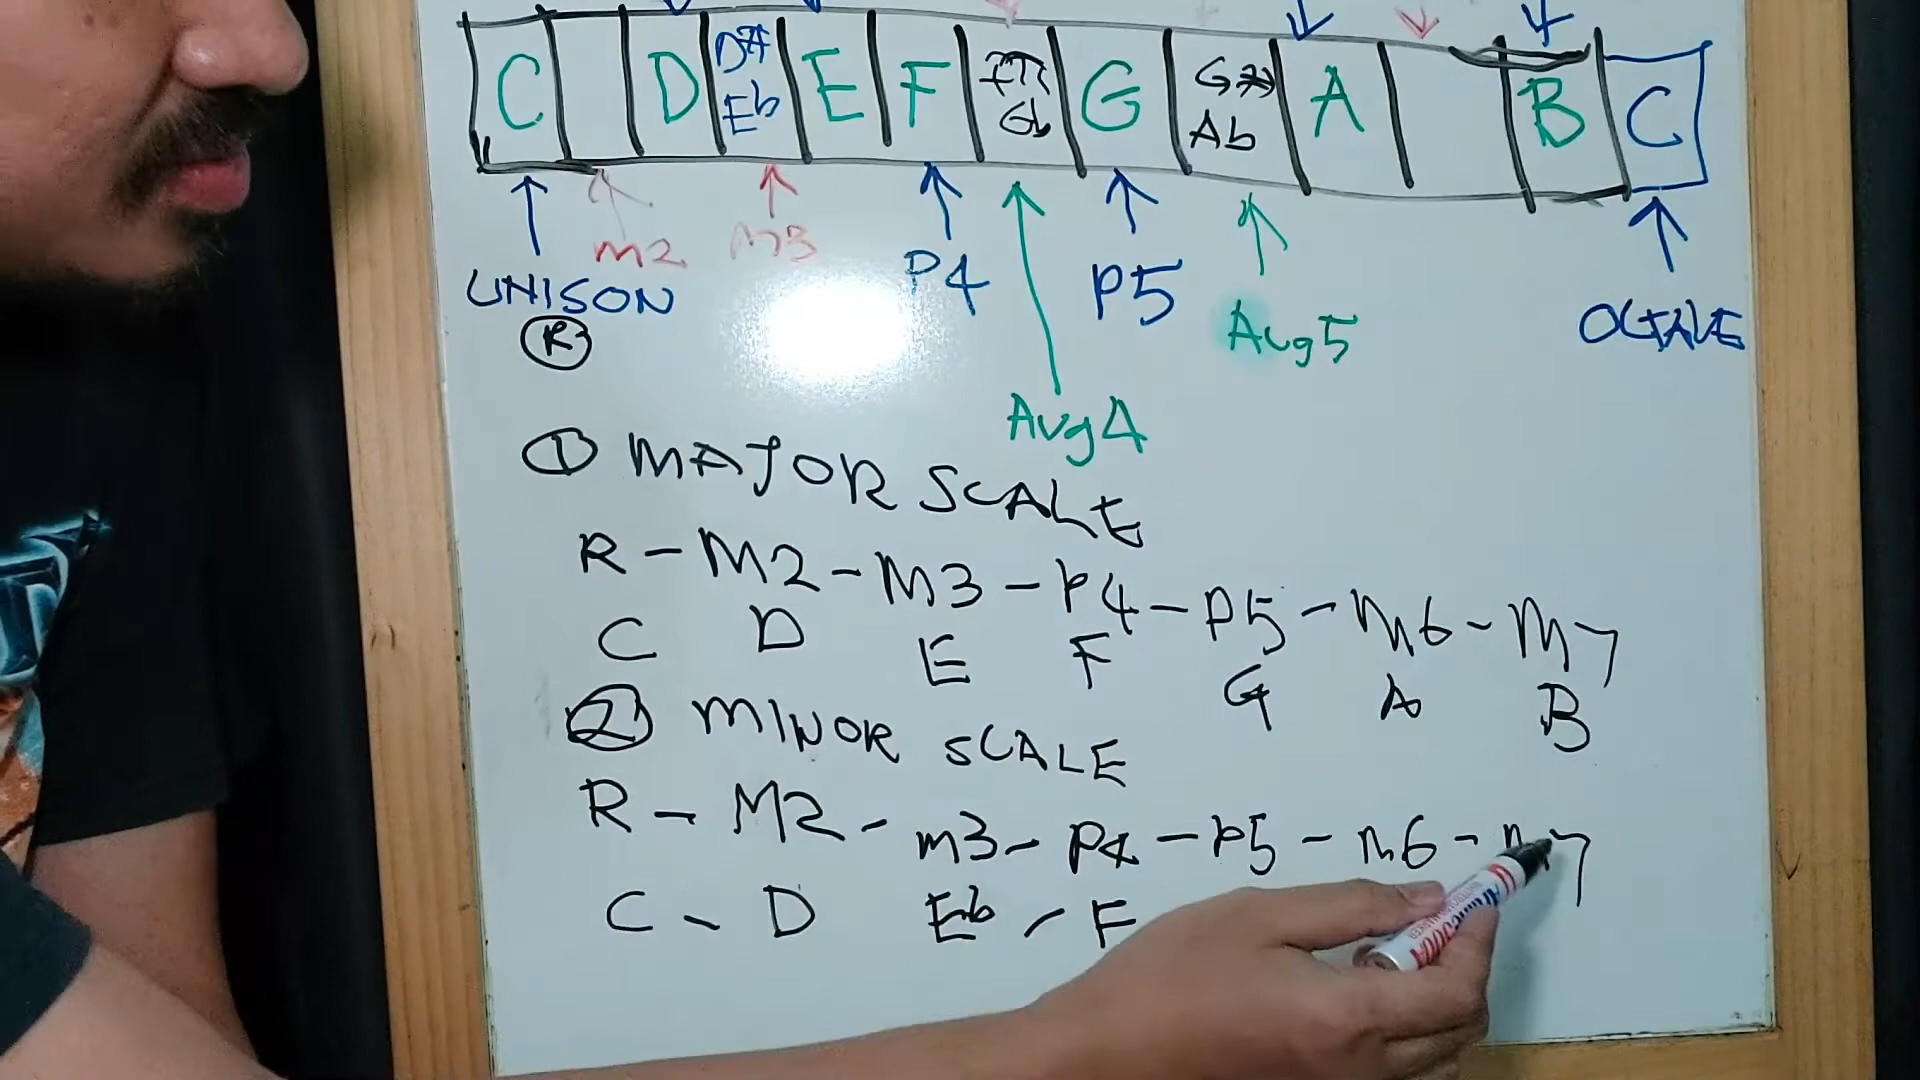 C D D# Eb E F Gb G G# Ab A B C
m2 m3 P4 P5
UNISON Aug5 OCTAVE
R
Aug4
① MAJOR SCALE
R - M2 - M3 - P4 - P5 - M6 - M7
C D E F G A B
② MINOR SCALE
R - M2 - m3 - P4 - P5 - m6 - m7
C - D Eb - F